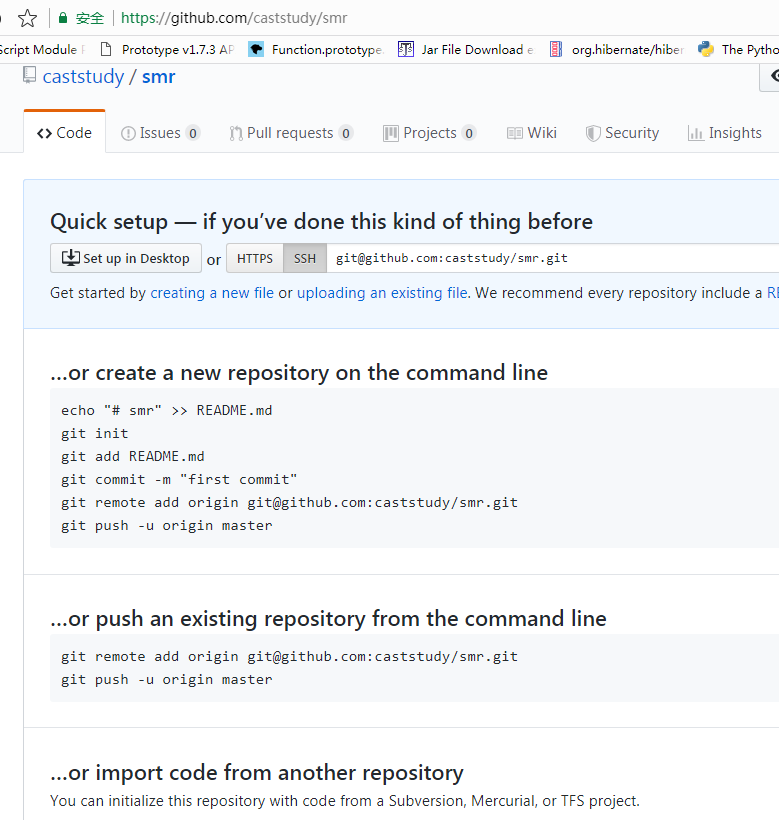 安全 https://github.com/caststudy/smr
Script Module Prototype v1.7.3 AP Function.prototype. Jar File Download e org.hibernate/hiber The Pytho
caststudy / smr
<> Code Issues 0 Pull requests 0 Projects 0 Wiki Security Insights
Quick setup — if you’ve done this kind of thing before
Set up in Desktop or HTTPS SSH git@github.com:caststudy/smr.git
Get started by creating a new file or uploading an existing file. We recommend every repository include a RE
…or create a new repository on the command line
echo "# smr" >> README.md
git init
git add README.md
git commit -m "first commit"
git remote add origin git@github.com:caststudy/smr.git
git push -u origin master
…or push an existing repository from the command line
git remote add origin git@github.com:caststudy/smr.git
git push -u origin master
…or import code from another repository
You can initialize this repository with code from a Subversion, Mercurial, or TFS project.